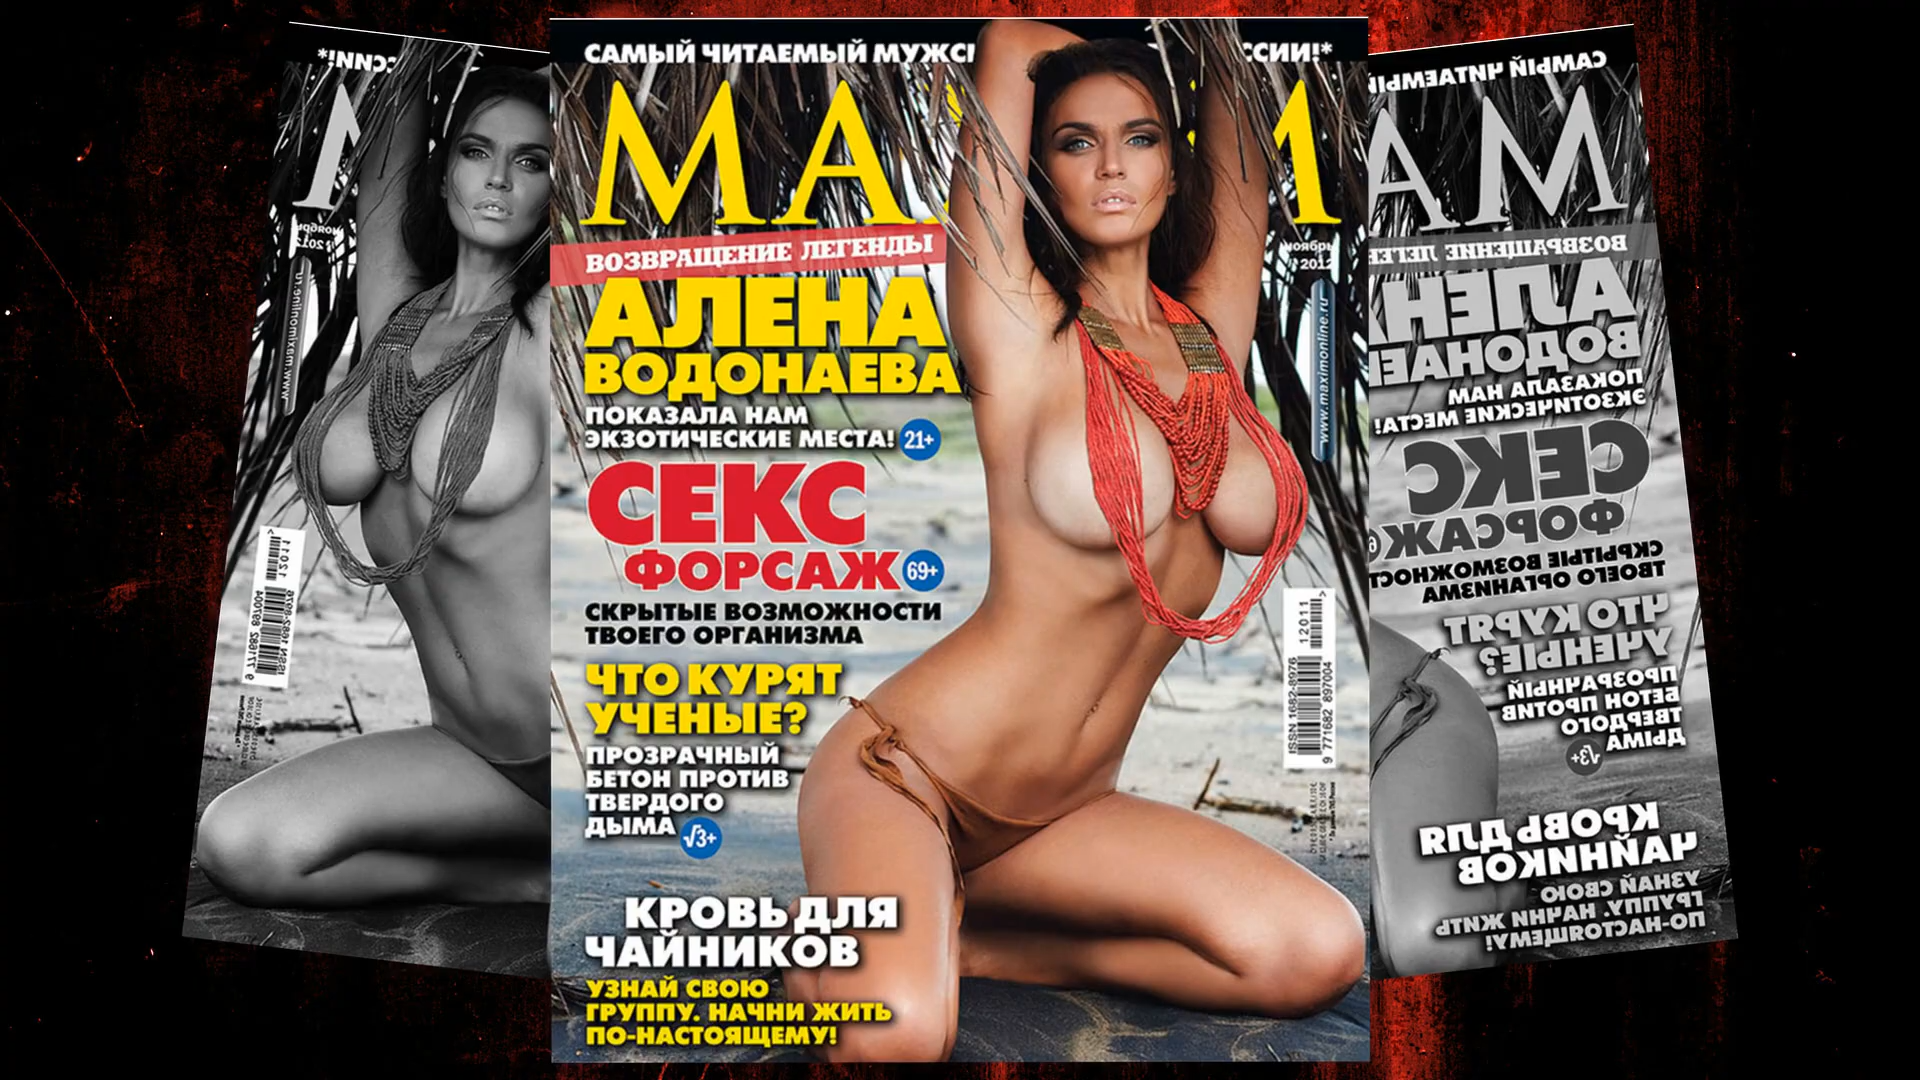 САМЫЙ ЧИТАЕМЫЙ МУЖС
ССИИ!*
МА
М
ноябрь
2012
ВОЗВРАЩЕНИЕ ЛЕГЕНДЫ
АЛЕНА
ВОДОНАЕВА
ПОКАЗАЛА НАМ
ЭКЗОТИЧЕСКИЕ МЕСТА! 21+
www.maximonline.ru
СЕКС
ФОРСАЖ 69+
СКРЫТЫЕ ВОЗМОЖНОСТИ
ТВОЕГО ОРГАНИЗМА
ЧТО КУРЯТ
УЧЕНЫЕ?
ПРОЗРАЧНЫЙ
БЕТОН ПРОТИВ
ТВЕРДОГО
ДЫМА √3+
КРОВЬ ДЛЯ
ЧАЙНИКОВ
УЗНАЙ СВОЮ
ГРУППУ. НАЧНИ ЖИТЬ
ПО-НАСТОЯЩЕМУ!
ISSN 1682-8976
9 771682 897004
12011